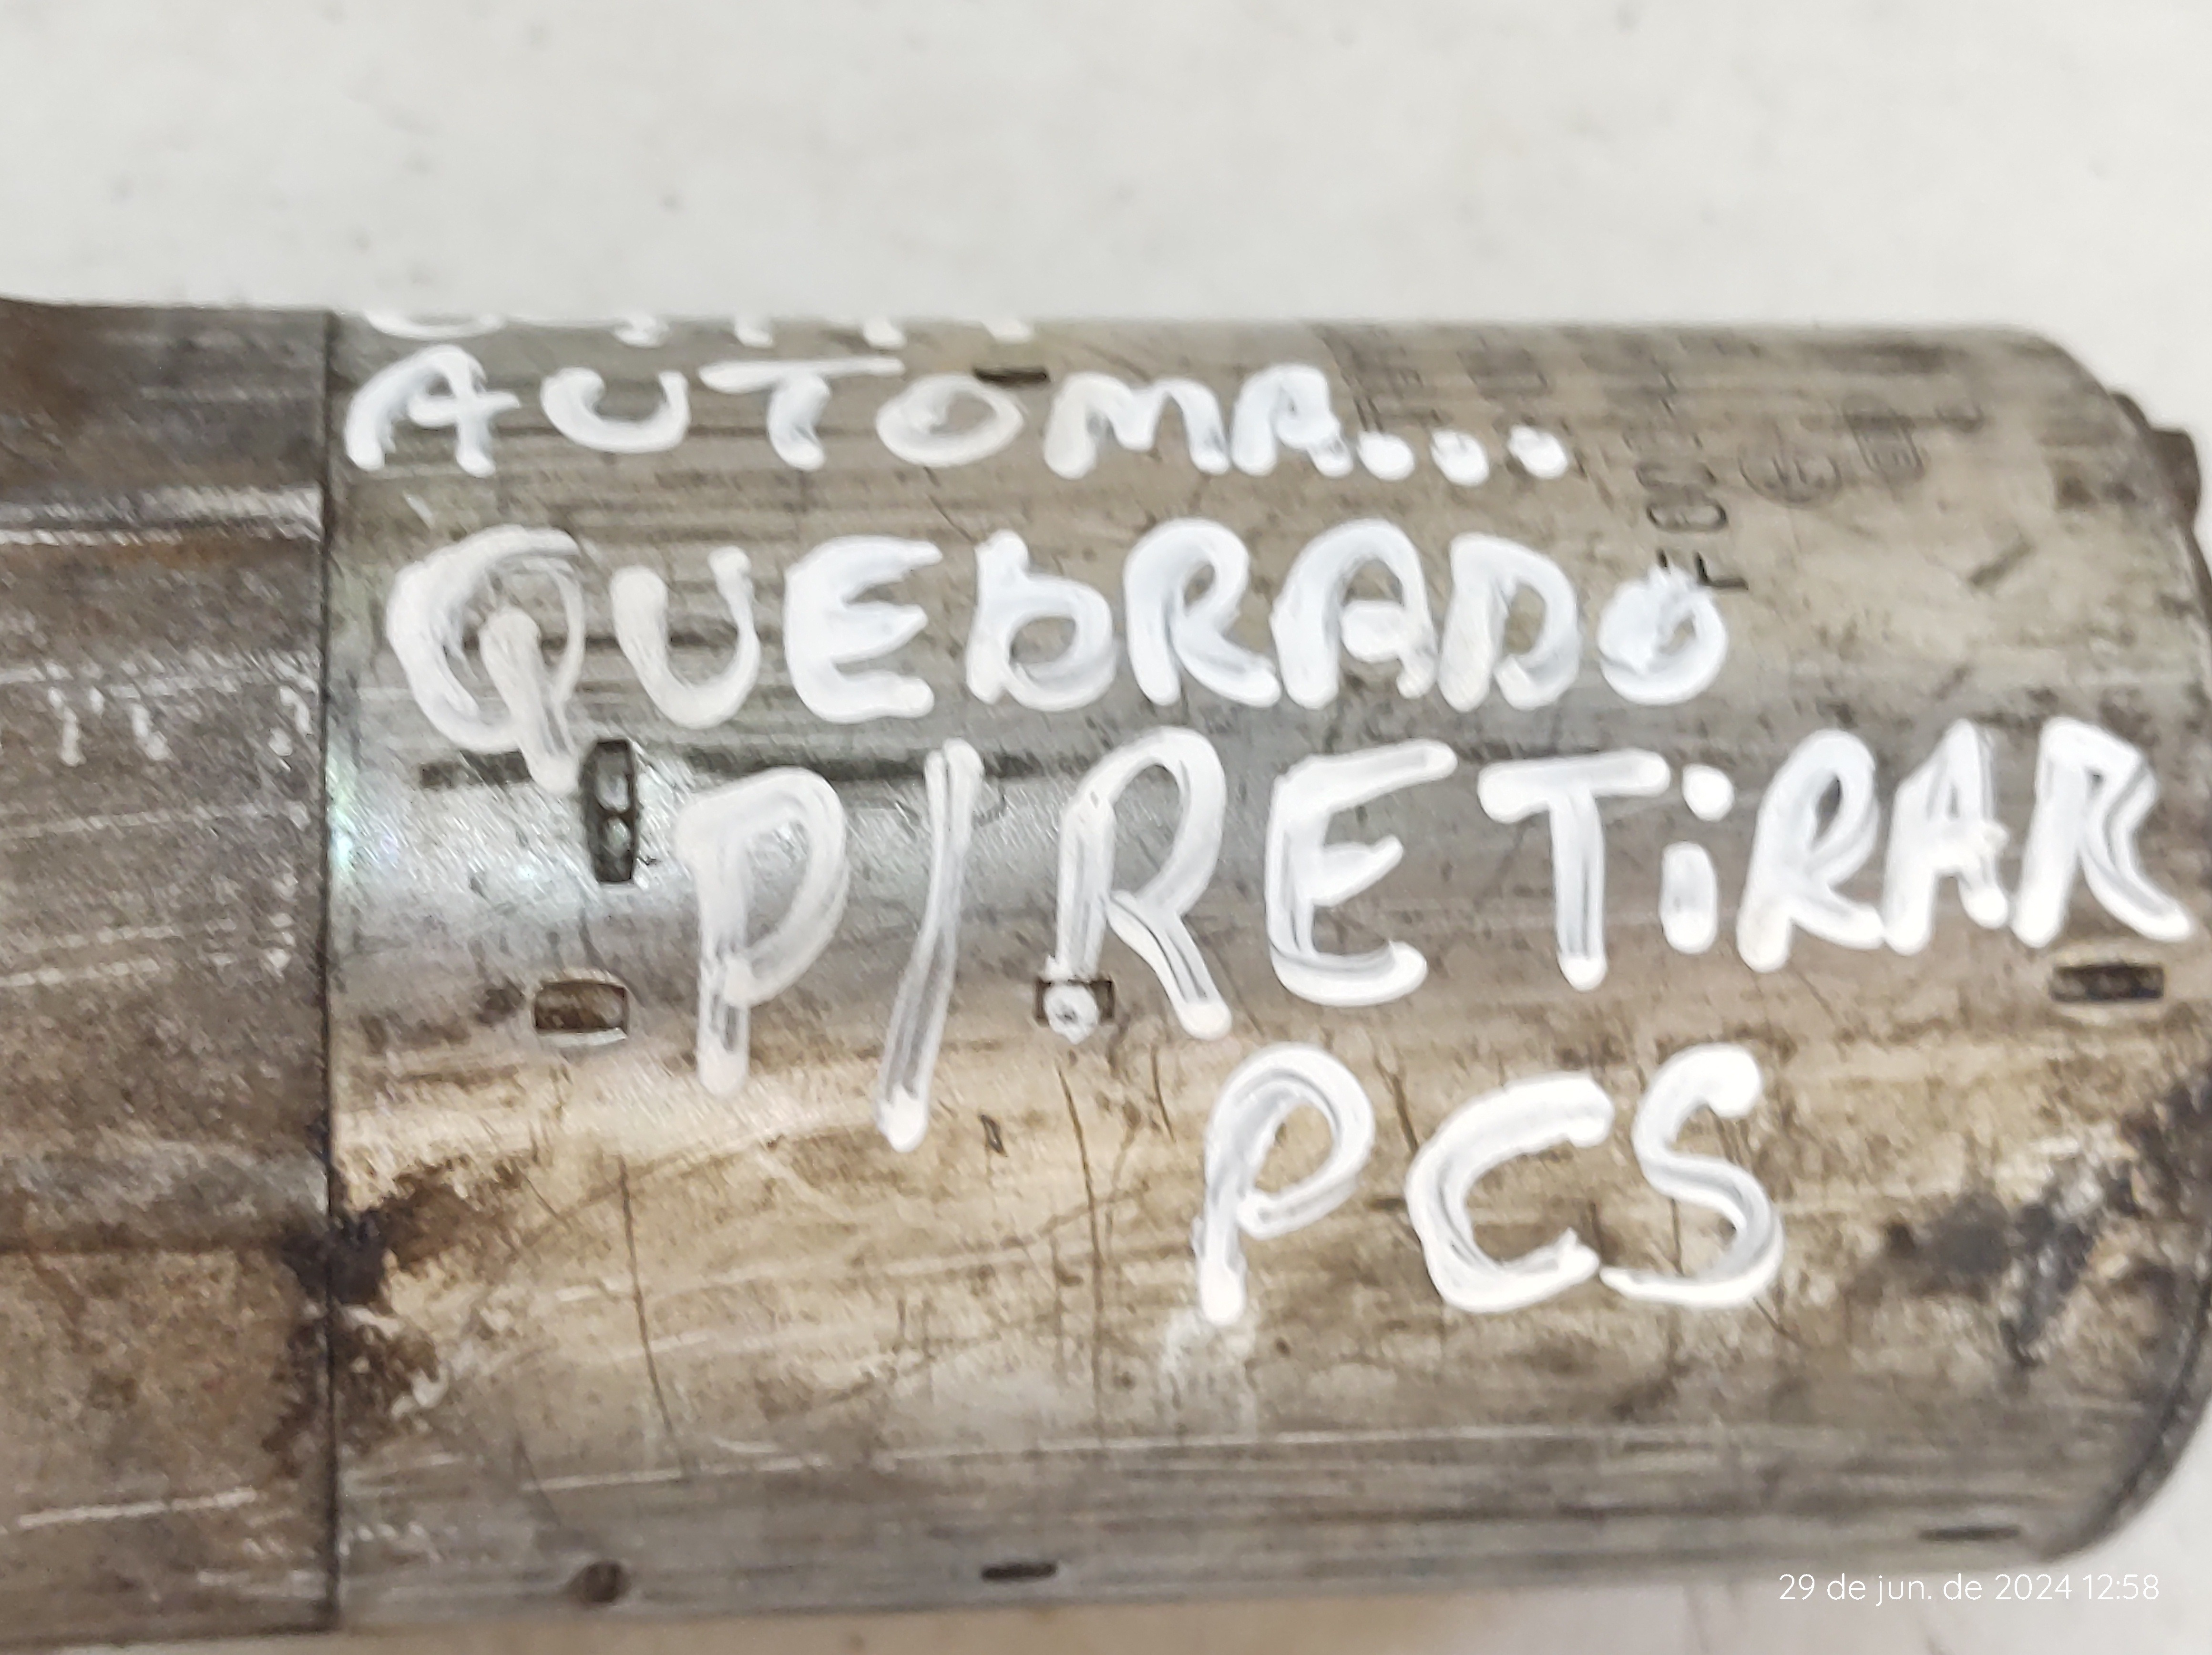 AUTOMA...
QUEbRADO
P/RETiRAR
PCS
29 de jun. de 2024 12:58